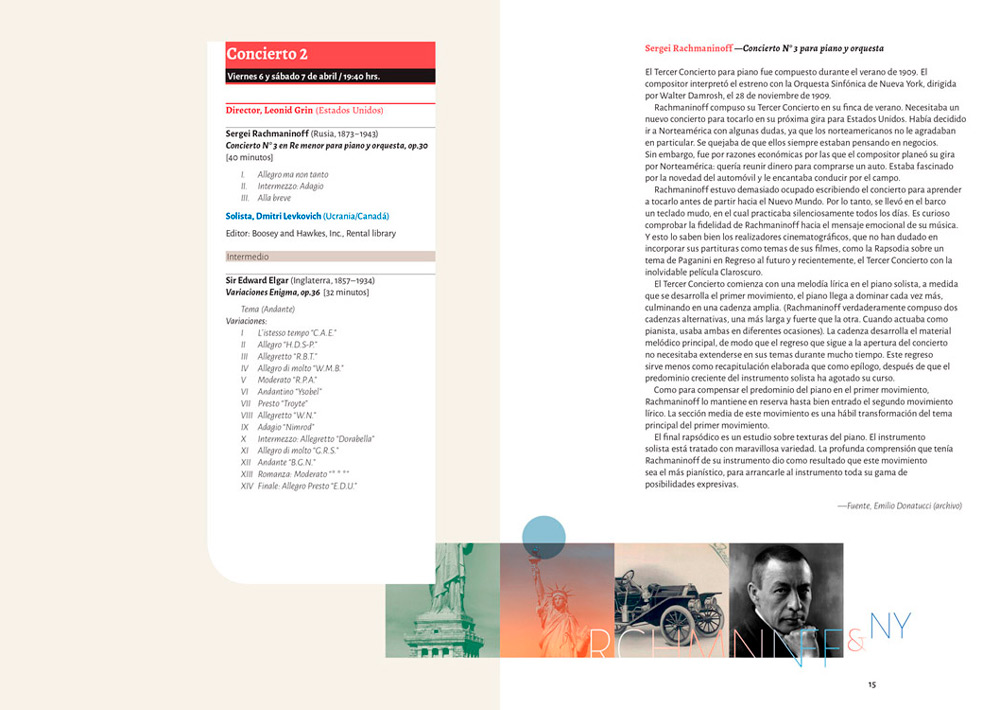 Concierto 2
Viernes 6 y sábado 7 de abril / 19:40 hrs.
Director, Leonid Grin (Estados Unidos)
Sergei Rachmaninoff (Rusia, 1873–1943)
Concierto N° 3 en Re menor para piano y orquesta, op.30
[40 minutos]
I. Allegro ma non tanto
II. Intermezzo: Adagio
III. Alla breve
Solista, Dmitri Levkovich (Ucrania/Canadá)
Editor: Boosey and Hawkes, Inc., Rental library
Intermedio
Sir Edward Elgar (Inglaterra, 1857–1934)
Variaciones Enigma, op.36 [32 minutos]
Tema (Andante)
Variaciones:
I L'istesso tempo "C.A.E."
II Allegro "H.D.S-P."
III Allegretto "R.B.T."
IV Allegro di molto "W.M.B."
V Moderato "R.P.A."
VI Andantino "Ysobel"
VII Presto "Troyte"
VIII Allegretto "W.N."
IX Adagio "Nimrod"
X Intermezzo: Allegretto "Dorabella"
XI Allegro di molto "G.R.S."
XII Andante "B.G.N."
XIII Romanza: Moderato "* * *"
XIV Finale: Allegro Presto "E.D.U."
Sergei Rachmaninoff —Concierto N° 3 para piano y orquesta
El Tercer Concierto para piano fue compuesto durante el verano de 1909. El
compositor interpretó el estreno con la Orquesta Sinfónica de Nueva York, dirigida
por Walter Damrosh, el 28 de noviembre de 1909.
Rachmaninoff compuso su Tercer Concierto en su finca de verano. Necesitaba un
nuevo concierto para tocarlo en su próxima gira para Estados Unidos. Había decidido
ir a Norteamérica con algunas dudas, ya que los norteamericanos no le agradaban
en particular. Se quejaba de que ellos siempre estaban pensando en negocios.
Sin embargo, fue por razones económicas por las que el compositor planeó su gira
por Norteamérica: quería reunir dinero para comprarse un auto. Estaba fascinado
por la novedad del automóvil y le encantaba conducir por el campo.
Rachmaninoff estuvo demasiado ocupado escribiendo el concierto para aprender
a tocarlo antes de partir hacia el Nuevo Mundo. Por lo tanto, se llevó en el barco
un teclado mudo, en el cual practicaba silenciosamente todos los días. Es curioso
comprobar la fidelidad de Rachmaninoff hacia el mensaje emocional de su música.
Y esto lo saben bien los realizadores cinematográficos, que no han dudado en
incorporar sus partituras como temas de sus filmes, como la Rapsodia sobre un
tema de Paganini en Regreso al futuro y recientemente, el Tercer Concierto con la
inolvidable película Claroscuro.
El Tercer Concierto comienza con una melodía lírica en el piano solista, a medida
que se desarrolla el primer movimiento, el piano llega a dominar cada vez más,
culminando en una cadenza amplia. (Rachmaninoff verdaderamente compuso dos
cadenzas alternativas, una más larga y fuerte que la otra. Cuando actuaba como
pianista, usaba ambas en diferentes ocasiones). La cadenza desarrolla el material
melódico principal, de modo que el regreso que sigue a la apertura del concierto
no necesitaba extenderse en sus temas durante mucho tiempo. Este regreso
sirve menos como recapitulación elaborada que como epílogo, después de que el
predominio creciente del instrumento solista ha agotado su curso.
Como para compensar el predominio del piano en el primer movimiento,
Rachmaninoff lo mantiene en reserva hasta bien entrado el segundo movimiento
lírico. La sección media de este movimiento es una hábil transformación del tema
principal del primer movimiento.
El final rapsódico es un estudio sobre texturas del piano. El instrumento
solista está tratado con maravillosa variedad. La profunda comprensión que tenía
Rachmaninoff de su instrumento dio como resultado que este movimiento
sea el más pianístico, para arrancarle al instrumento toda su gama de
posibilidades expresivas.
—Fuente, Emilio Donatucci (archivo)
RCHMNINFF & NY
15